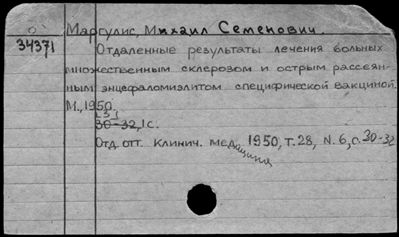 Маргулис, Михаил Семенович.
34371
Отдаленные результаты лечения больных
множественным склерозом и острым рассеян-
ным энцефаломиэлитом специфической вакциной.
М., 1950.
30-32, 1с.
Отд. отт. Клинич. медицина 1950, т. 28, N. 6, с. 30-32